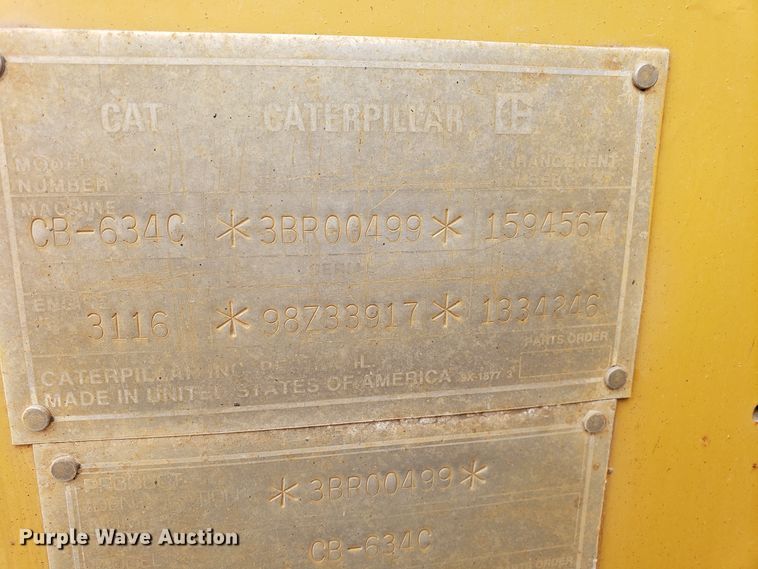 CAT CATERPILLAR
MODEL
NUMBER
MACHINE
CB-634C *3BR00499* 1594567
SERIAL
ENGINE
3116 *98Z33917* 1334246
PARTS ORDER
CATERPILLAR INC.
MADE IN UNITED STATES OF AMERICA
PRODUCT
*3BR00499*
CB-634C
Purple Wave Auction